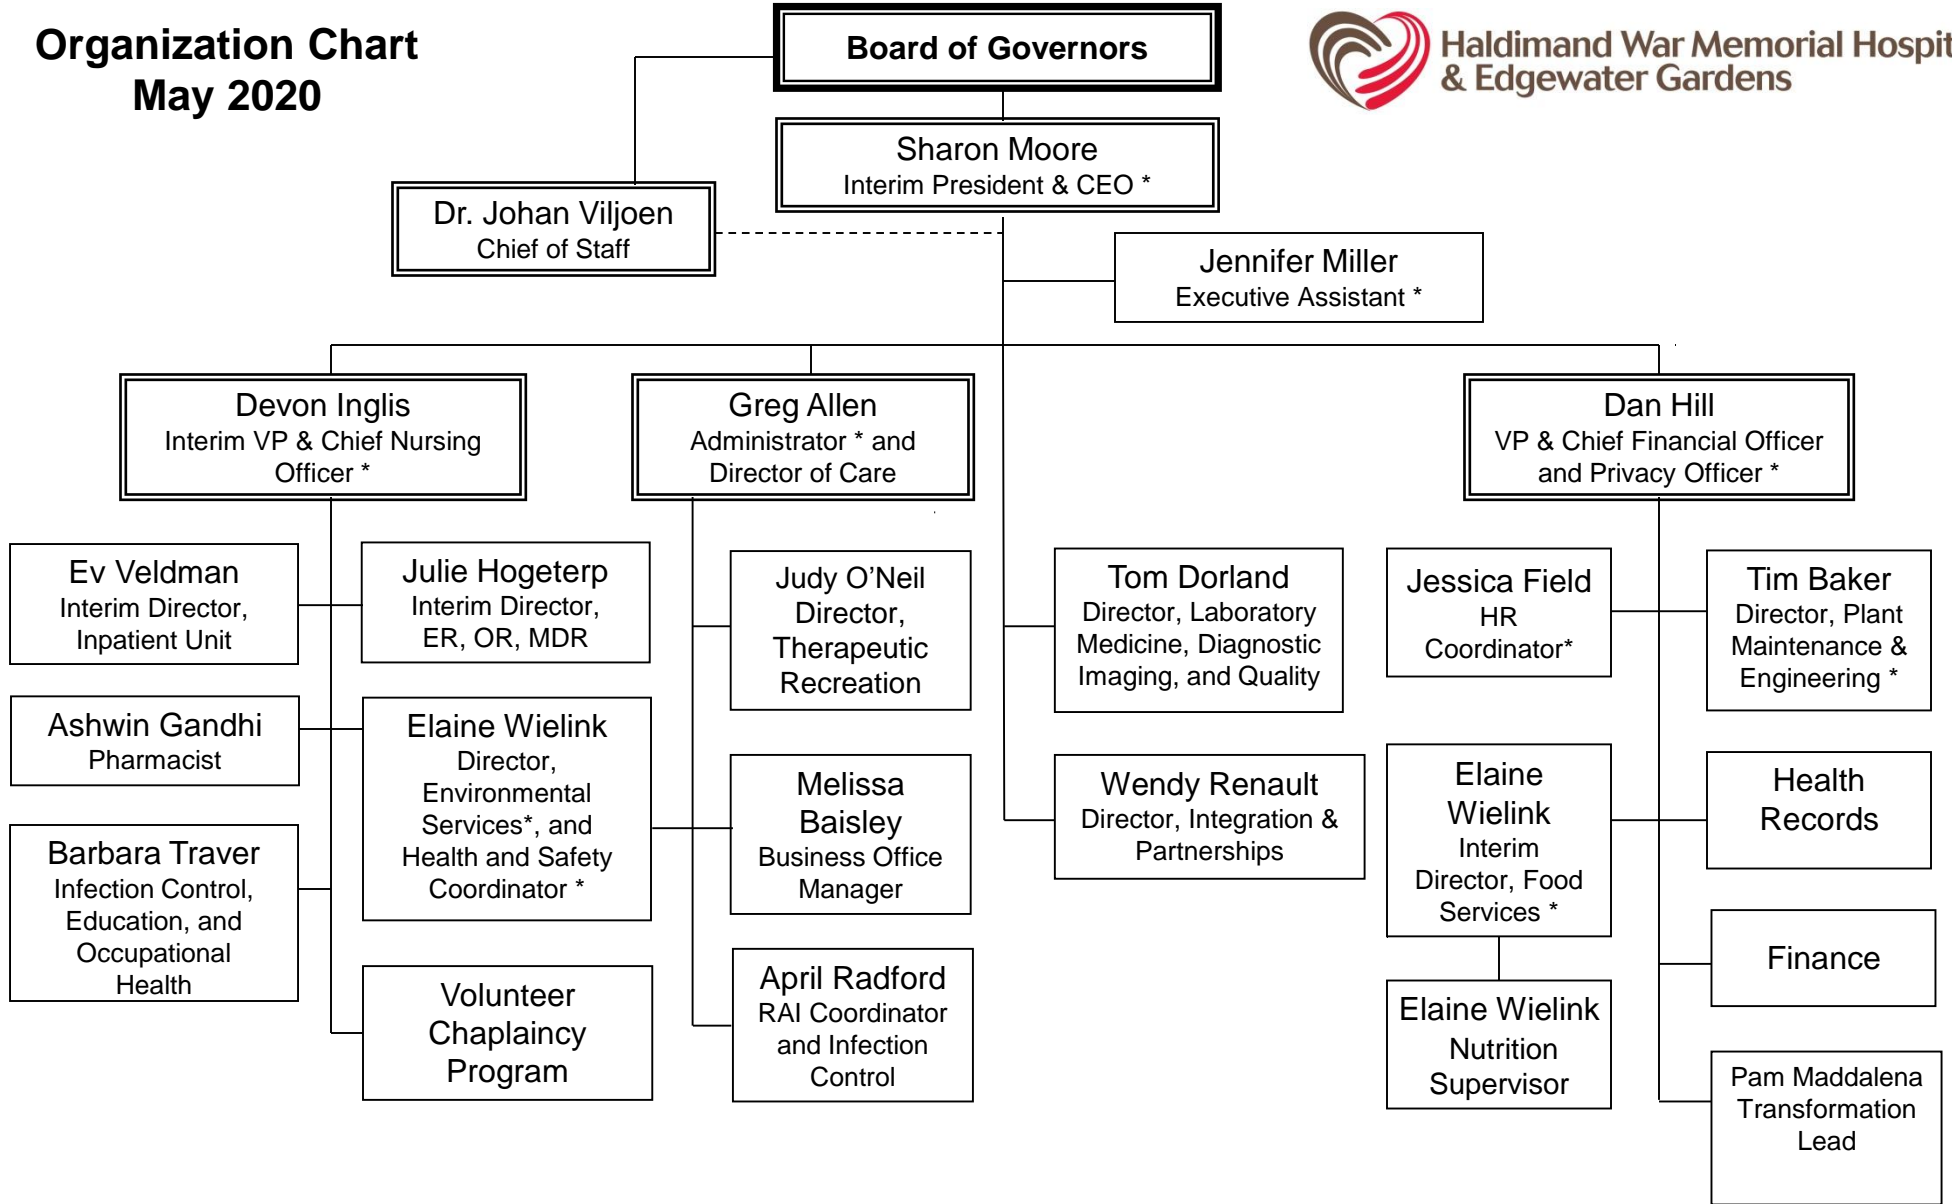 Organization Chart
May 2020
Board of Governors
Haldimand War Memorial Hospit
& Edgewater Gardens
Sharon Moore
Interim President & CEO *
Dr. Johan Viljoen
Chief of Staff
Jennifer Miller
Executive Assistant *
Devon Inglis
Interim VP & Chief Nursing
Officer *
Greg Allen
Administrator * and
Director of Care
Dan Hill
VP & Chief Financial Officer
and Privacy Officer *
Ev Veldman
Interim Director,
Inpatient Unit
Julie Hogeterp
Interim Director,
ER, OR, MDR
Judy O’Neil
Director,
Therapeutic
Recreation
Tom Dorland
Director, Laboratory
Medicine, Diagnostic
Imaging, and Quality
Jessica Field
HR
Coordinator*
Tim Baker
Director, Plant
Maintenance &
Engineering *
Ashwin Gandhi
Pharmacist
Elaine Wielink
Director,
Environmental
Services*, and
Health and Safety
Coordinator *
Melissa
Baisley
Business Office
Manager
Wendy Renault
Director, Integration &
Partnerships
Elaine
Wielink
Interim
Director, Food
Services *
Health
Records
Barbara Traver
Infection Control,
Education, and
Occupational
Health
Volunteer
Chaplaincy
Program
April Radford
RAI Coordinator
and Infection
Control
Elaine Wielink
Nutrition
Supervisor
Finance
Pam Maddalena
Transformation
Lead